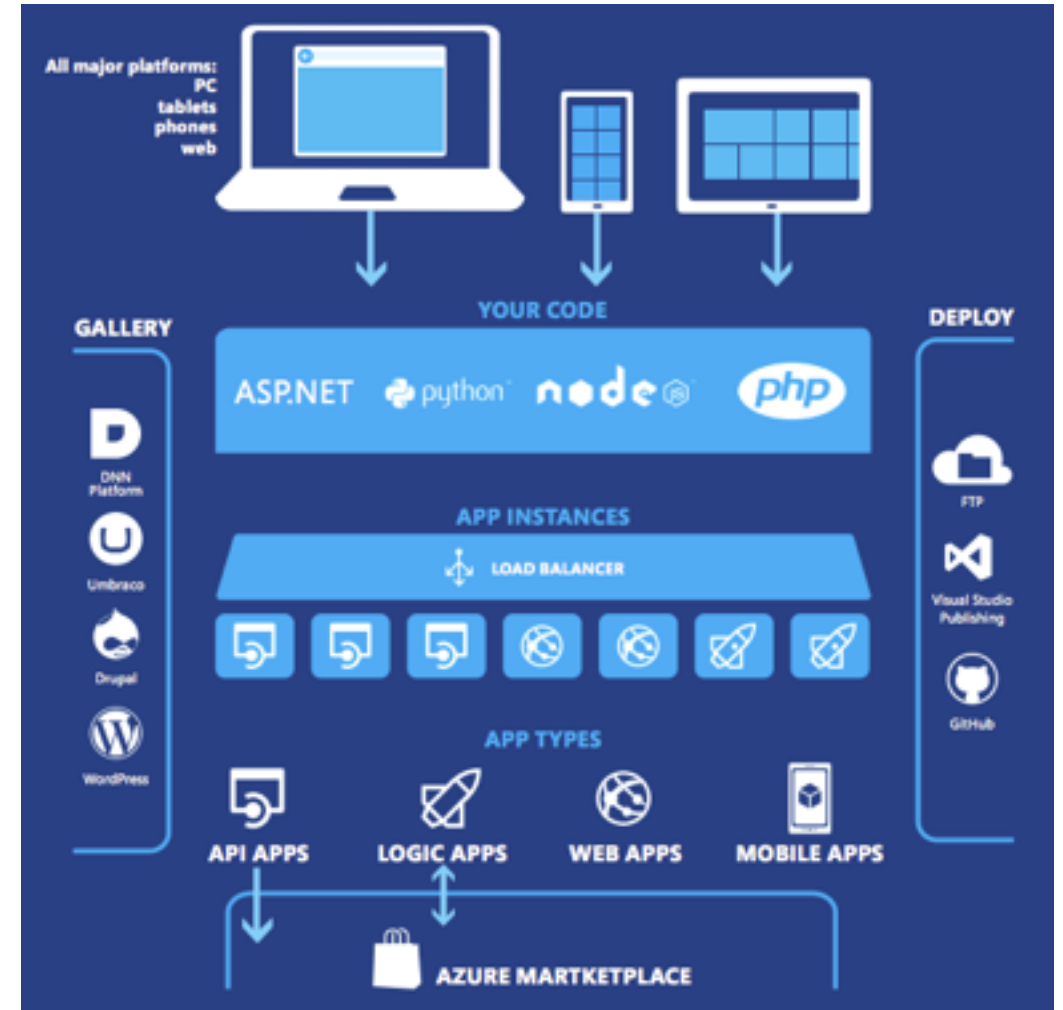 All major platforms:
PC
tablets
phones
web
YOUR CODE
GALLERY
DEPLOY
ASP.NET
python
node
JS
php
DNN
Platform
Umbraco
Drupal
WordPress
APP INSTANCES
LOAD BALANCER
FTP
Visual Studio
Publishing
GitHub
APP TYPES
API APPS
LOGIC APPS
WEB APPS
MOBILE APPS
AZURE MARTKETPLACE